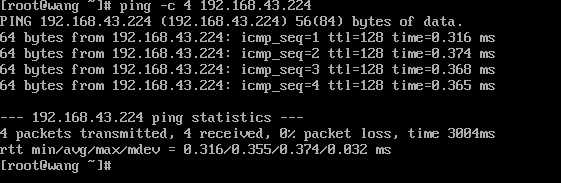 [root@wang ~]# ping -c 4 192.168.43.224
PING 192.168.43.224 (192.168.43.224) 56(84) bytes of data.
64 bytes from 192.168.43.224: icmp_seq=1 ttl=128 time=0.316 ms
64 bytes from 192.168.43.224: icmp_seq=2 ttl=128 time=0.374 ms
64 bytes from 192.168.43.224: icmp_seq=3 ttl=128 time=0.368 ms
64 bytes from 192.168.43.224: icmp_seq=4 ttl=128 time=0.365 ms
--- 192.168.43.224 ping statistics ---
4 packets transmitted, 4 received, 0% packet loss, time 3004ms
rtt min/avg/max/mdev = 0.316/0.355/0.374/0.032 ms
[root@wang ~]#